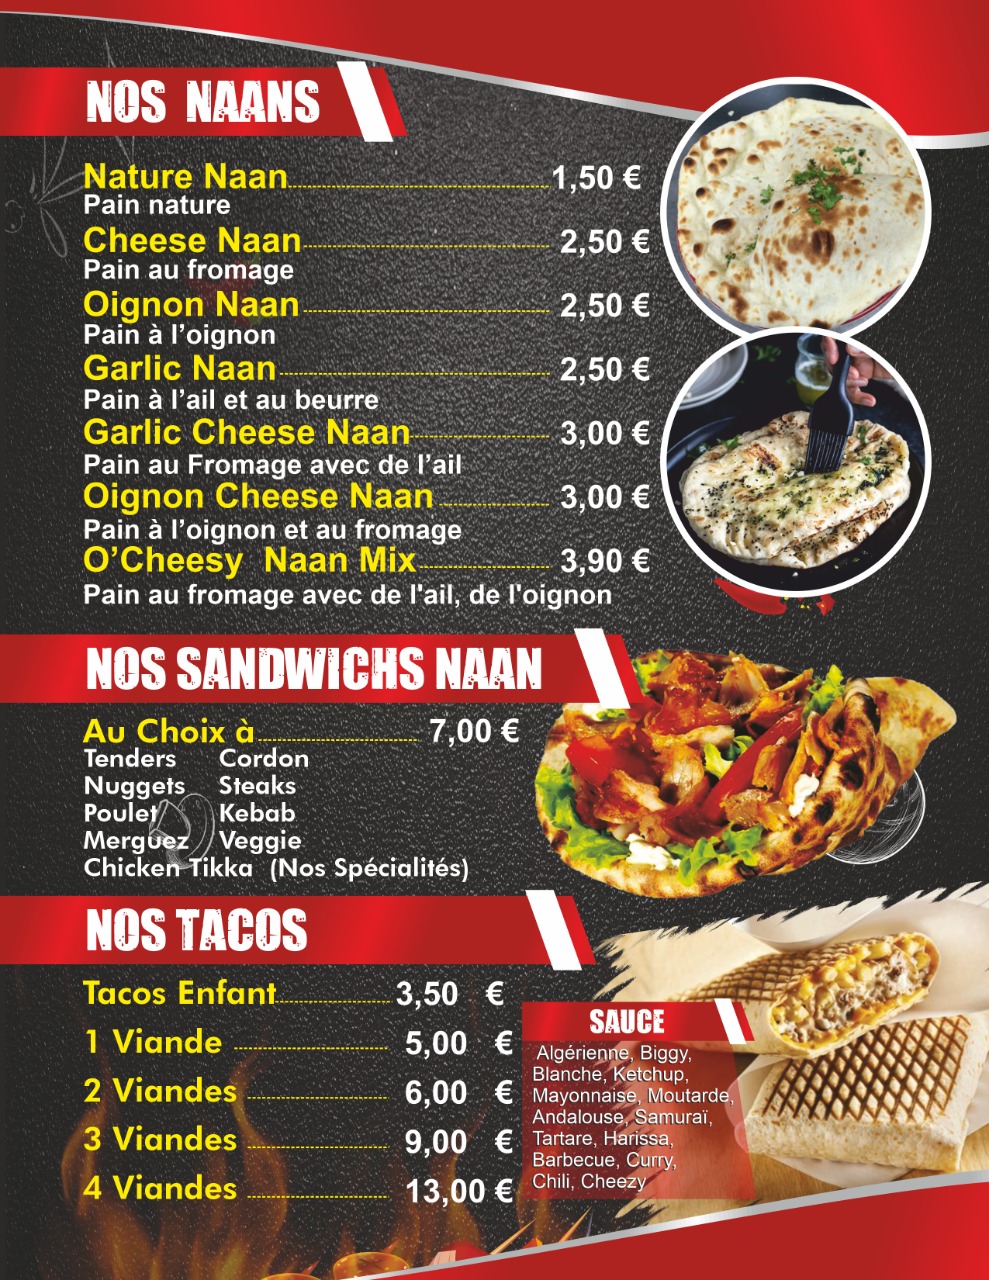 NOS NAANS
Nature Naan 1,50 €
Pain nature
Cheese Naan 2,50 €
Pain au fromage
Oignon Naan 2,50 €
Pain à l’oignon
Garlic Naan 2,50 €
Pain à l’ail et au beurre
Garlic Cheese Naan 3,00 €
Pain au Fromage avec de l’ail
Oignon Cheese Naan 3,00 €
Pain à l’oignon et au fromage
O’Cheesy Naan Mix 3,90 €
Pain au fromage avec de l'ail, de l'oignon
NOS SANDWICHS NAAN
Au Choix à 7,00 €
Tenders Cordon
Nuggets Steaks
Poulet Kebab
Merguez Veggie
Chicken Tikka (Nos Spécialités)
NOS TACOS
Tacos Enfant 3,50 €
1 Viande 5,00 €
2 Viandes 6,00 €
3 Viandes 9,00 €
4 Viandes 13,00 €
SAUCE
Algérienne, Biggy,
Blanche, Ketchup,
Mayonnaise, Moutarde,
Andalouse, Samuraï,
Tartare, Harissa,
Barbecue, Curry,
Chili, Cheezy